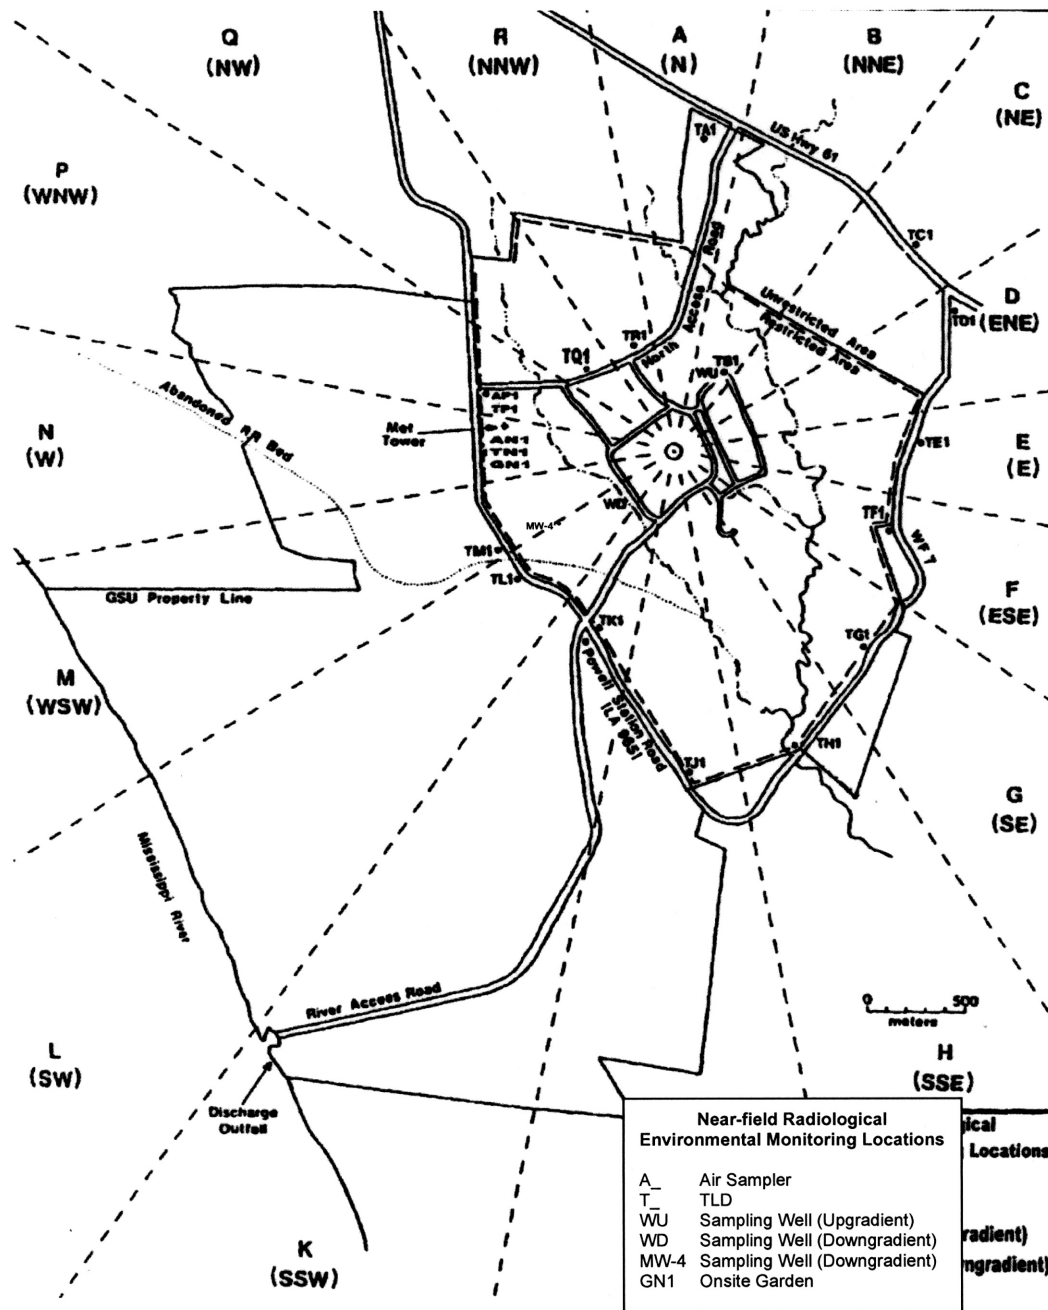 Q
(NW)
R
(NNW)
A
(N)
B
(NNE)
C
(NE)
P
(WNW)
US Hwy 61
TA1
TC1
D
(ENE)
TD1
North Access Road
Unrestricted Area
Restricted Area
TR1
TQ1
TB1
WU
AP1
TP1
Met
Tower
AN1
TN1
GN1
N
(W)
Abandoned RR Bed
E
(E)
TE1
WD
MW-4
TF1
WF 7
TM1
TL1
GSU Property Line
F
(ESE)
TK1
TG1
M
(WSW)
Powell Station Road
(LA 965)
TJ1
TH1
G
(SE)
Mississippi River
River Access Road
0 500
meters
L
(SW)
H
(SSE)
Discharge
Outfall
K
(SSW)
Near-field Radiological
Environmental Monitoring Locations
A_ Air Sampler
T_ TLD
WU Sampling Well (Upgradient)
WD Sampling Well (Downgradient)
MW-4 Sampling Well (Downgradient)
GN1 Onsite Garden
gical
Locations
radient)
ngradient)